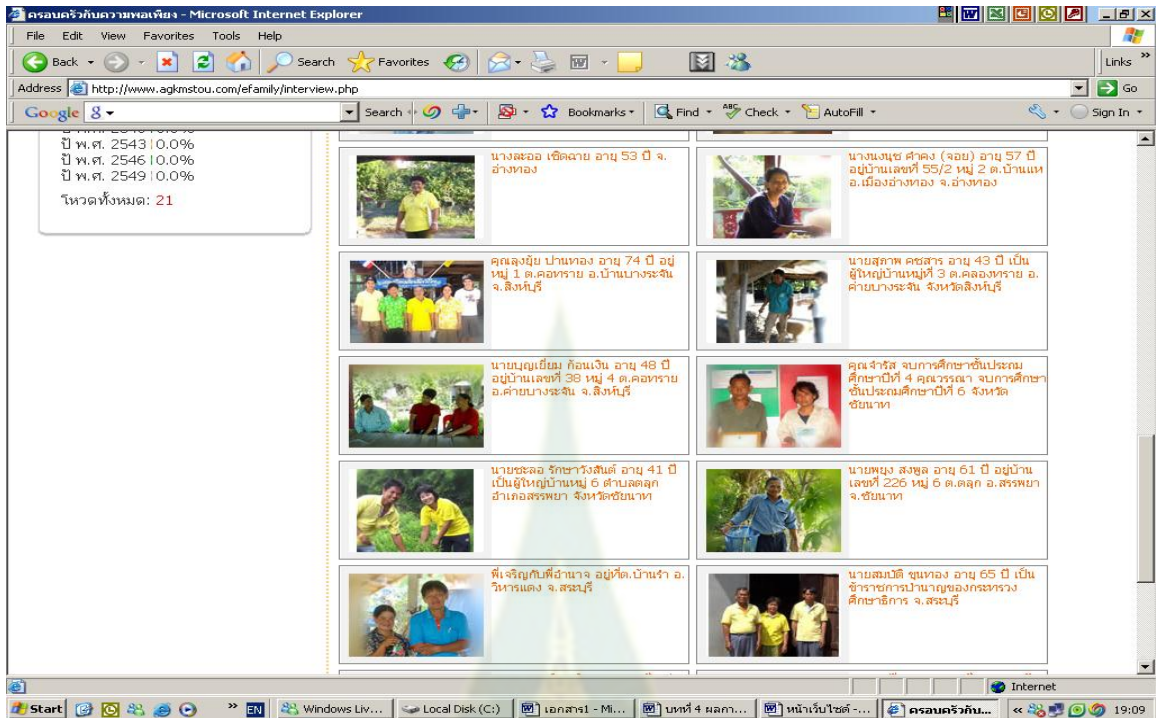 ครอบครัวกับความพอเพียง - Microsoft Internet Explorer
File Edit View Favorites Tools Help
Back Search Favorites Links »
Address http://www.agkmstou.com/efamily/interview.php Go
Google Search Bookmarks Find Check AutoFill Sign In
ปี พ.ศ. 2543 0.0%
ปี พ.ศ. 2546 0.0%
ปี พ.ศ. 2549 0.0%
โหวตทั้งหมด: 21
นางละออ เชิดฉาย อายุ 53 ปี จ.
อ่างทอง
นางนงนุช ศำคง (จอย) อายุ 57 ปี
อยู่บ้านเลขที่ 55/2 หมู่ 2 ต.บ้านแห
อ.เมืองอ่างทอง จ.อ่างทอง
คุณลุงยุ้ย ปานทอง อายุ 74 ปี อยู่
หมู่ 1 ต.คอทราย อ.บ้านบางระจัน
จ.สิงห์บุรี
นายสุภาพ คชสาร อายุ 43 ปี เป็น
ผู้ใหญ่บ้านหมู่ที่ 3 ต.คลองทราย อ.
ค่ายบางระจัน จังหวัดสิงห์บุรี
นายบุญเยี่ยม ก้อนเงิน อายุ 48 ปี
อยู่บ้านเลขที่ 38 หมู่ 4 ต.คอทราย
อ.ค่ายบางระจัน จ.สิงห์บุรี
คุณจำรัส จบการศึกษาชั้นประถม
ศึกษาปีที่ 4 คุณวรรณา จบการศึกษา
ชั้นประถมศึกษาปีที่ 6 จังหวัด
ชัยนาท
นายชะลอ รักษาวังสันต์ อายุ 41 ปี
เป็นผู้ใหญ่บ้านหมู่ 6 ตำบลตลุก
อำเภอสรรพยา จังหวัดชัยนาท
นายพยุง สงพูล อายุ 61 ปี อยู่บ้าน
เลขที่ 226 หมู่ 6 ต.ตลุก อ.สรรพยา
จ.ชัยนาท
พี่เจริญกับพี่อำนาจ อยู่ที่ต.บ้านรำ อ.
วิหารแดง จ.สระบุรี
นายสมบัติ ขุนทอง อายุ 65 ปี เป็น
ข้าราชการบำนาญของกระทรวง
ศึกษาธิการ จ.สระบุรี
Internet
Start » EN Windows Liv... Local Disk (C:) เอกสาร1 - Mi... บทที่ 4 ผลกา... หน้าเว็บไซต์ -... ครอบครัวกับ... « 19:09